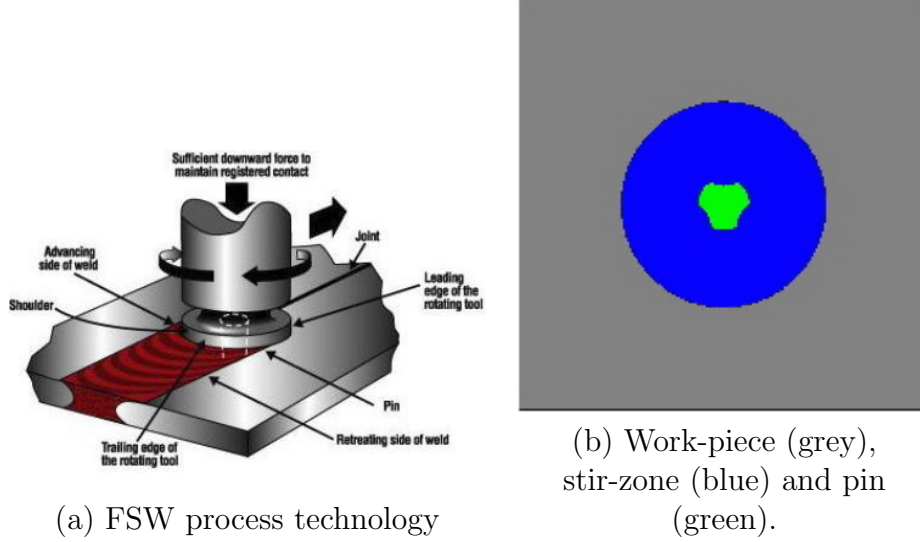 Sufficient downward force to
maintain registered contact
Advancing
side of weld
Joint
Shoulder
Leading
edge of the
rotating tool
Pin
Retreating side of weld
Trailing edge of
the rotating tool
(a) FSW process technology
(b) Work-piece (grey),
stir-zone (blue) and pin
(green).